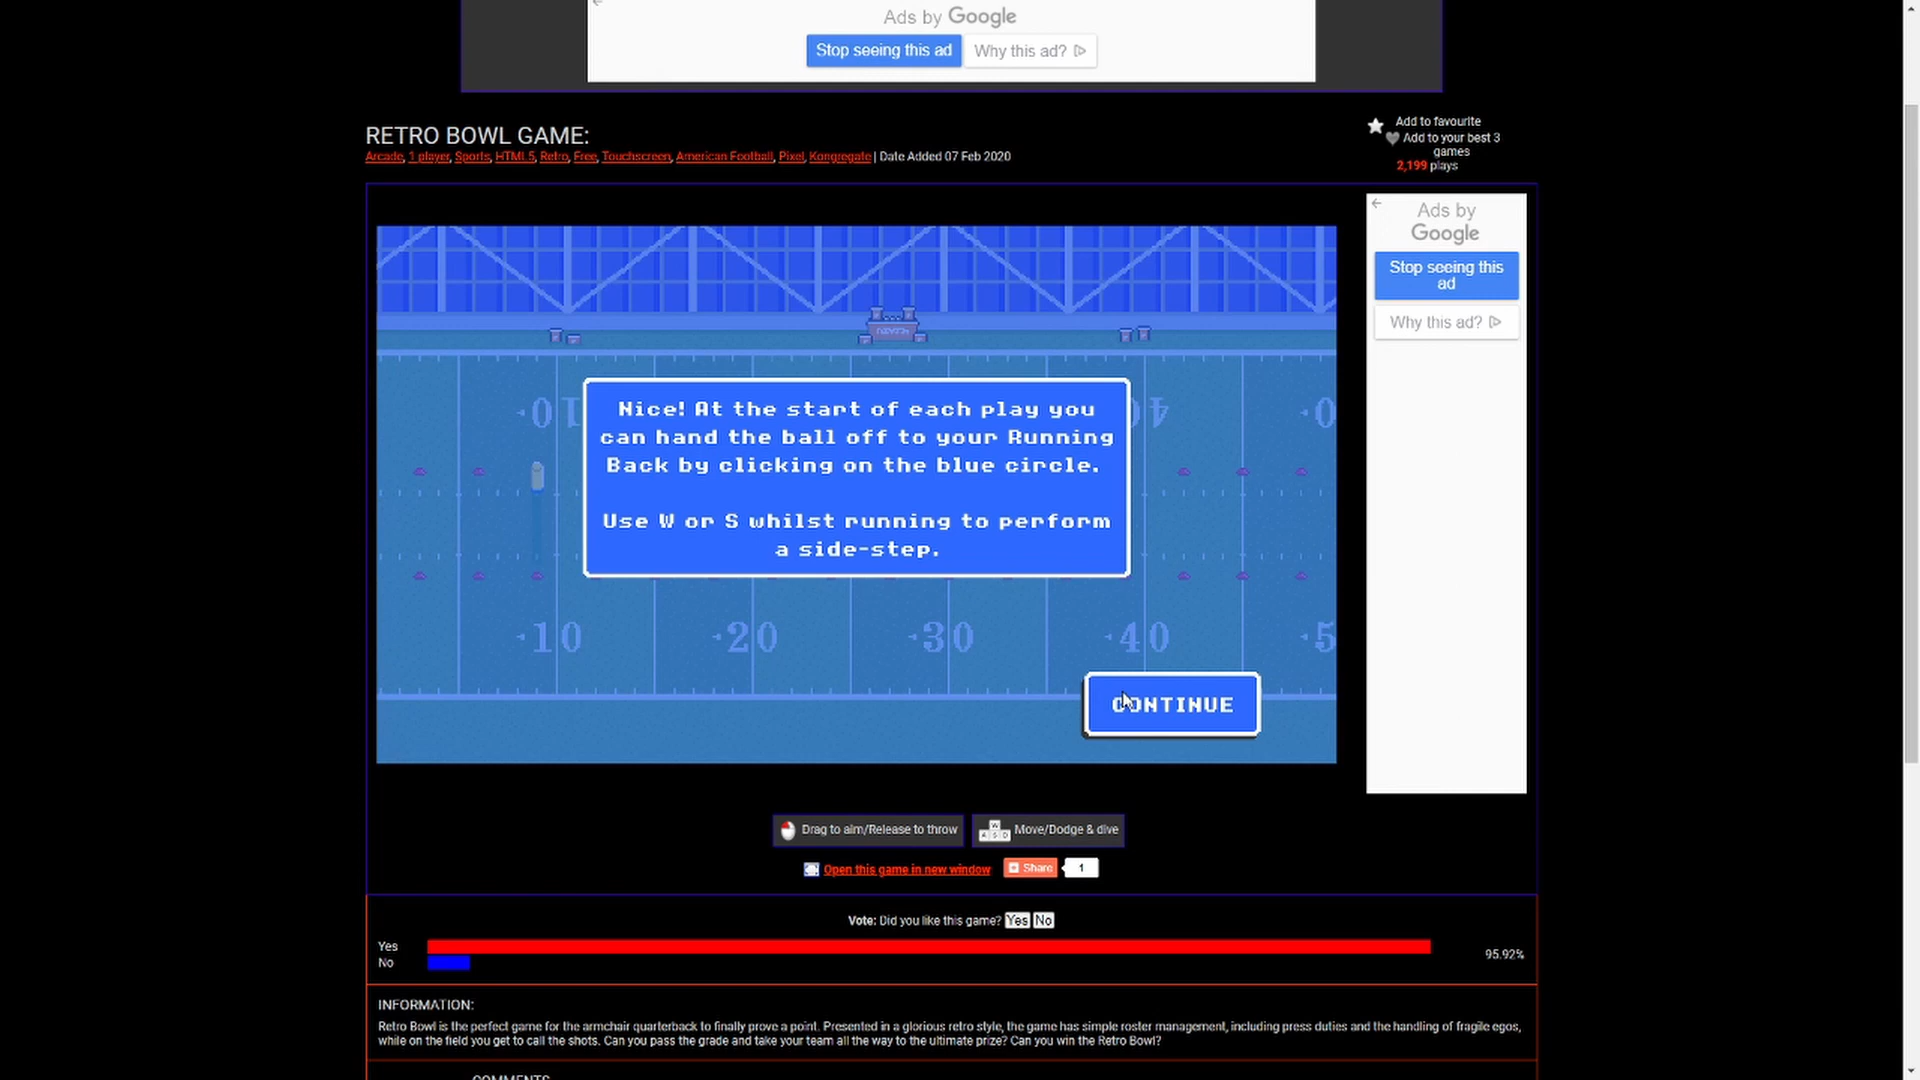 Ads by Google
Stop seeing this ad
Why this ad?
RETRO BOWL GAME:
Arcade, 1 player, Sports, HTML5, Retro, Free, Touchscreen, American Football, Pixel, Kongregate | Date Added 07 Feb 2020
Add to favourite
Add to your best 3
games
2,199 plays
Ads by
Google
Stop seeing this
ad
Why this ad?
Nice! At the start of each play you
can hand the ball off to your Running
Back by clicking on the blue circle.
Use W or S whilst running to perform
a side-step.
10
20
30
40
5
CONTINUE
Drag to aim/Release to throw
Move/Dodge & dive
Open this game in new window
Share
1
Vote: Did you like this game? Yes No
Yes
No
95.92%
INFORMATION:
Retro Bowl is the perfect game for the armchair quarterback to finally prove a point. Presented in a glorious retro style, the game has simple roster management, including press duties and the handling of fragile egos,
while on the field you get to call the shots. Can you pass the grade and take your team all the way to the ultimate prize? Can you win the Retro Bowl?
COMMENTS